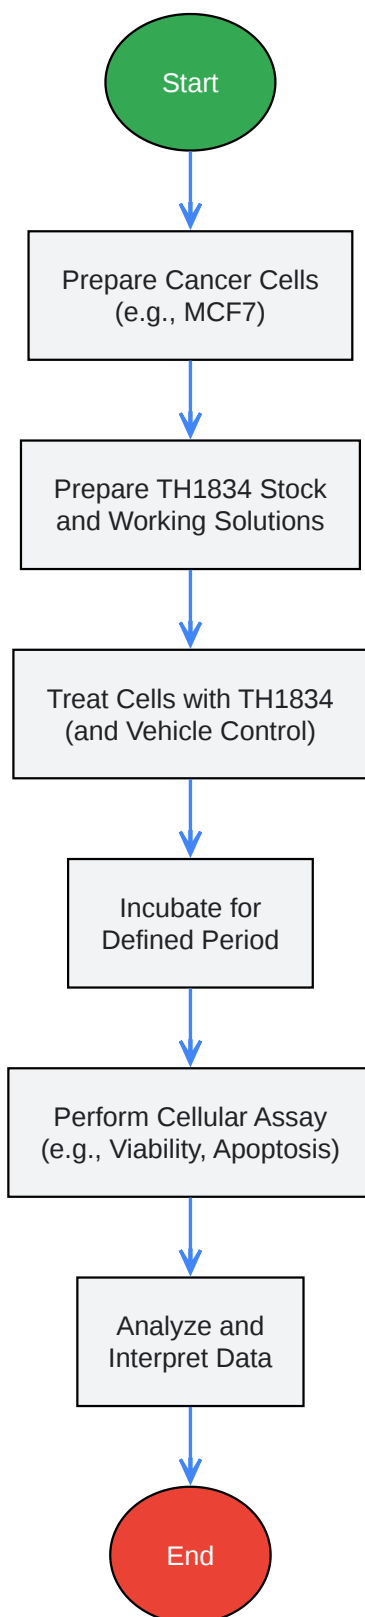 Start
Prepare Cancer Cells
(e.g., MCF7)
Prepare TH1834 Stock
and Working Solutions
Treat Cells with TH1834
(and Vehicle Control)
Incubate for
Defined Period
Perform Cellular Assay
(e.g., Viability, Apoptosis)
Analyze and
Interpret Data
End